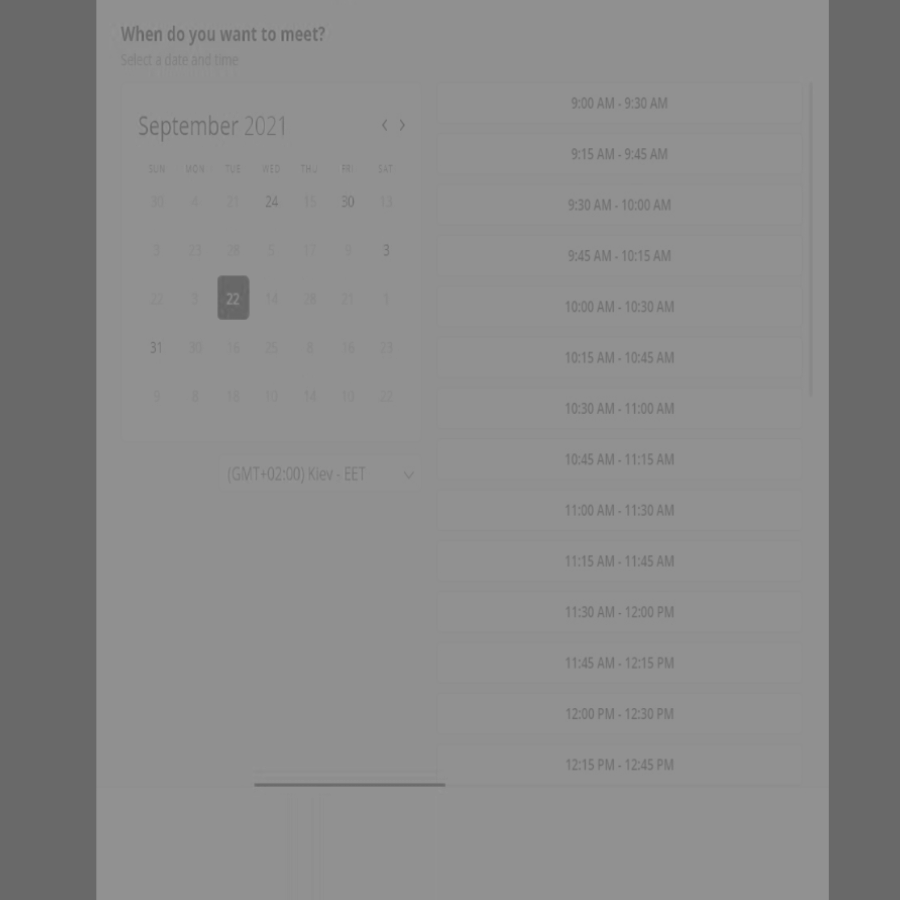 When do you want to meet?
Select a date and time
September 2021
SUN MON TUE WED THU FRI SAT
30 4 21 24 15 30 13
3 23 28 5 17 9 3
27 3 22 14 28 21 1
31 30 16 25 8 16 23
9 8 13 10 14 10 22
(GMT+02:00) Kiev - EET
9:00 AM - 9:30 AM
9:15 AM - 9:45 AM
9:30 AM - 10:00 AM
9:45 AM - 10:15 AM
10:00 AM - 10:30 AM
10:15 AM - 10:45 AM
10:30 AM - 11:00 AM
10:45 AM - 11:15 AM
11:00 AM - 11:30 AM
11:15 AM - 11:45 AM
11:30 AM - 12:00 PM
11:45 AM - 12:15 PM
12:00 PM - 12:30 PM
12:15 PM - 12:45 PM